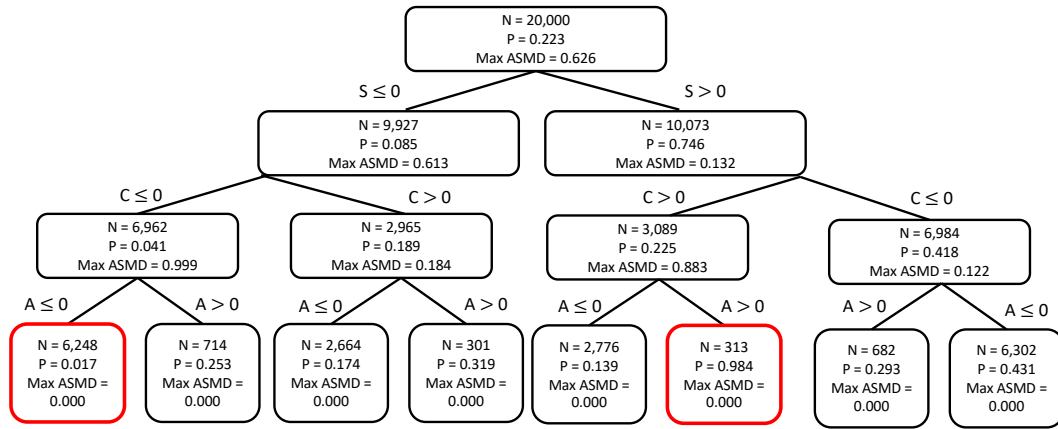 N = 20,000
P = 0.223
Max ASMD = 0.626
S ≤ 0
S > 0
N = 9,927
P = 0.085
Max ASMD = 0.613
N = 10,073
P = 0.746
Max ASMD = 0.132
C ≤ 0
C > 0
C > 0
C ≤ 0
N = 6,962
P = 0.041
Max ASMD = 0.999
N = 2,965
P = 0.189
Max ASMD = 0.184
N = 3,089
P = 0.225
Max ASMD = 0.883
N = 6,984
P = 0.418
Max ASMD = 0.122
A ≤ 0
A > 0
A ≤ 0
A > 0
A ≤ 0
A > 0
A > 0
A ≤ 0
N = 6,248
P = 0.017
Max ASMD =
0.000
N = 714
P = 0.253
Max ASMD =
0.000
N = 2,664
P = 0.174
Max ASMD =
0.000
N = 301
P = 0.319
Max ASMD =
0.000
N = 2,776
P = 0.139
Max ASMD =
0.000
N = 313
P = 0.984
Max ASMD =
0.000
N = 682
P = 0.293
Max ASMD =
0.000
N = 6,302
P = 0.431
Max ASMD =
0.000